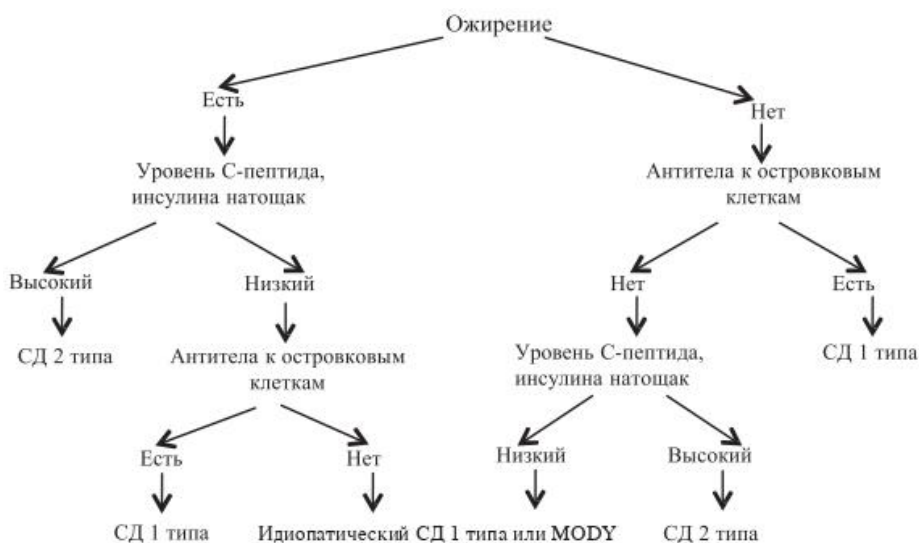 Ожирение
Есть
Нет
Уровень С-пептида,
инсулина натощак
Антитела к островковым
клеткам
Высокий
Низкий
Нет
Есть
СД 2 типа
Антитела к островковым
клеткам
Уровень С-пептида,
инсулина натощак
СД 1 типа
Есть
Нет
Низкий
Высокий
СД 1 типа
Идиопатический СД 1 типа или MODY
СД 2 типа